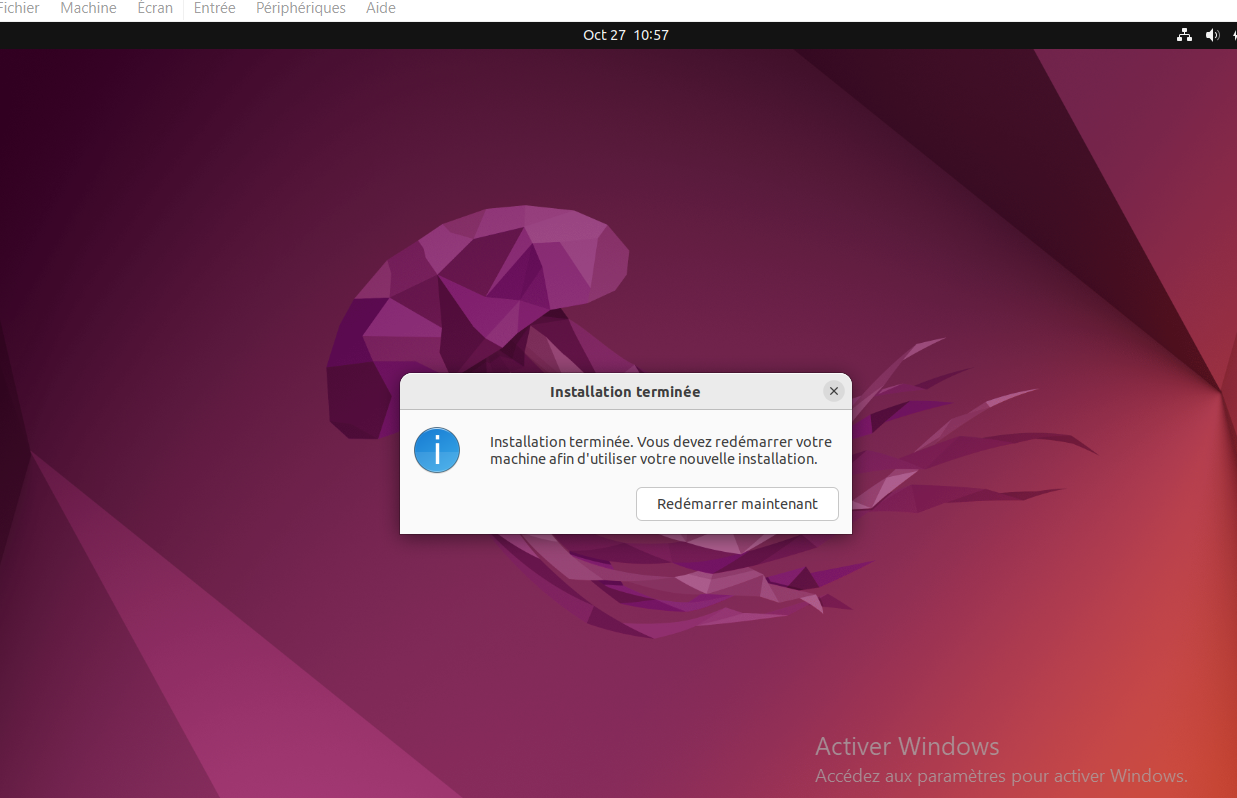 Fichier Machine Écran Entrée Périphériques Aide
Oct 27 10:57
Installation terminée
Installation terminée. Vous devez redémarrer votre
machine afin d'utiliser votre nouvelle installation.
Redémarrer maintenant
Activer Windows
Accédez aux paramètres pour activer Windows.